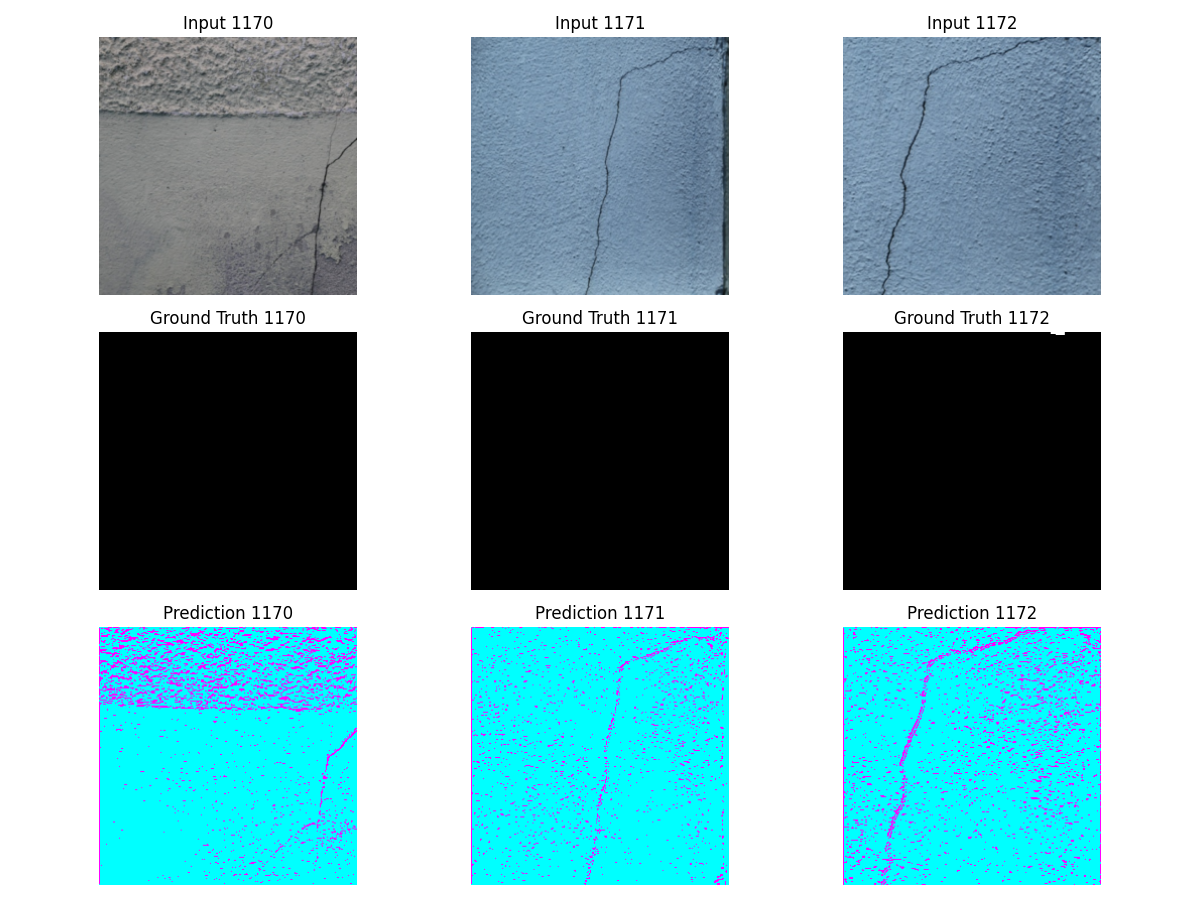 Input 1170
Input 1171
Input 1172
Ground Truth 1170
Ground Truth 1171
Ground Truth 1172
Prediction 1170
Prediction 1171
Prediction 1172